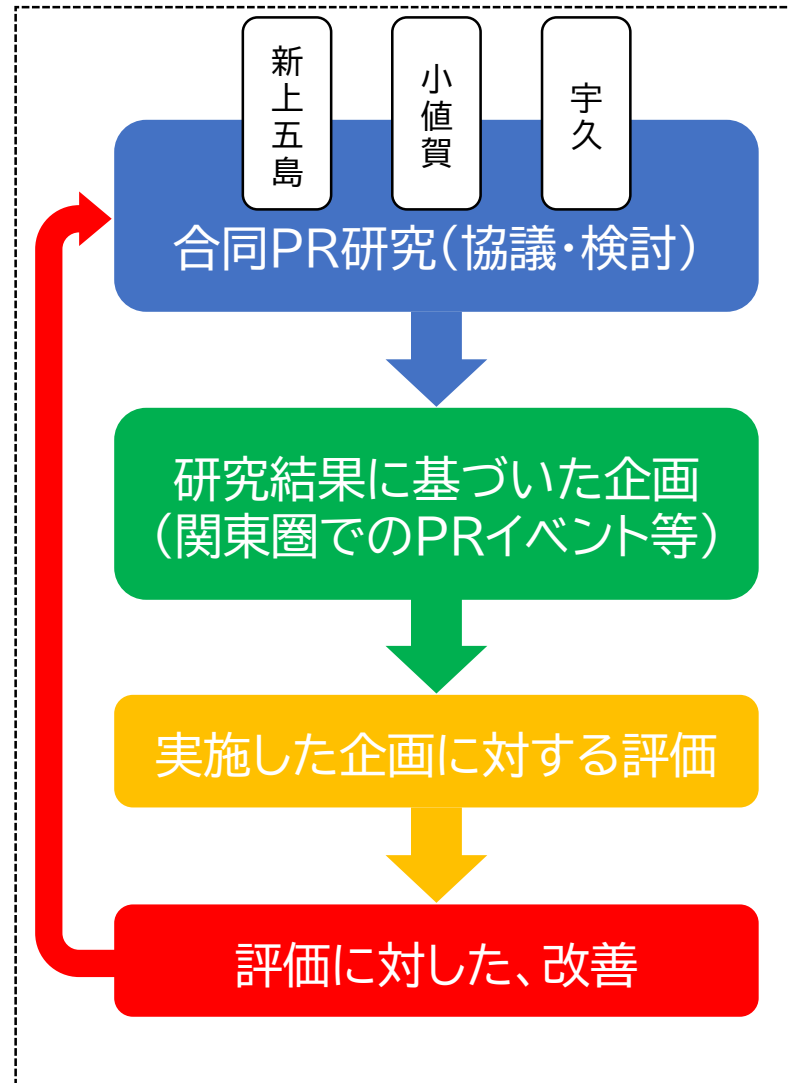 新上五島
小値賀
宇久
合同PR研究(協議・検討)
研究結果に基づいた企画
(関東圏でのPRイベント等)
実施した企画に対する評価
評価に対した、改善